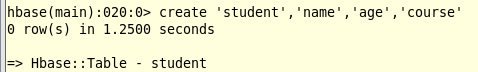 hbase(main):020:0> create 'student','name','age','course'
0 row(s) in 1.2500 seconds
=> Hbase::Table - student